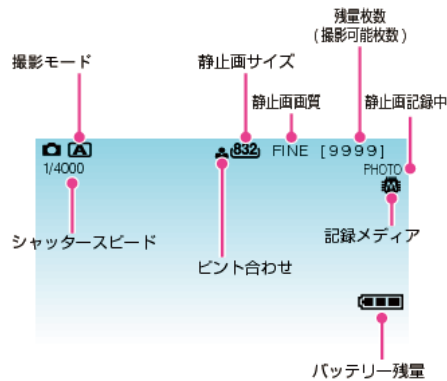 残量枚数
(撮影可能枚数)
撮影モード
静止画サイズ
静止画画質
静止画記録中
A
832
FINE [9999]
1/4000
PHOTO
M
シャッタースピード
ピント合わせ
記録メディア
バッテリー残量